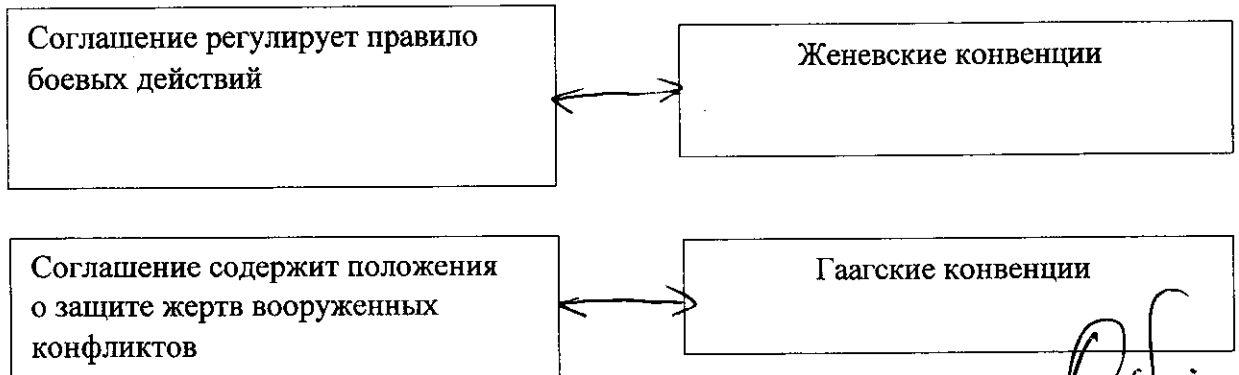 Соглашение регулирует правило
боевых действий
Женевские конвенции
Соглашение содержит положения
о защите жертв вооруженных
конфликтов
Гаагские конвенции